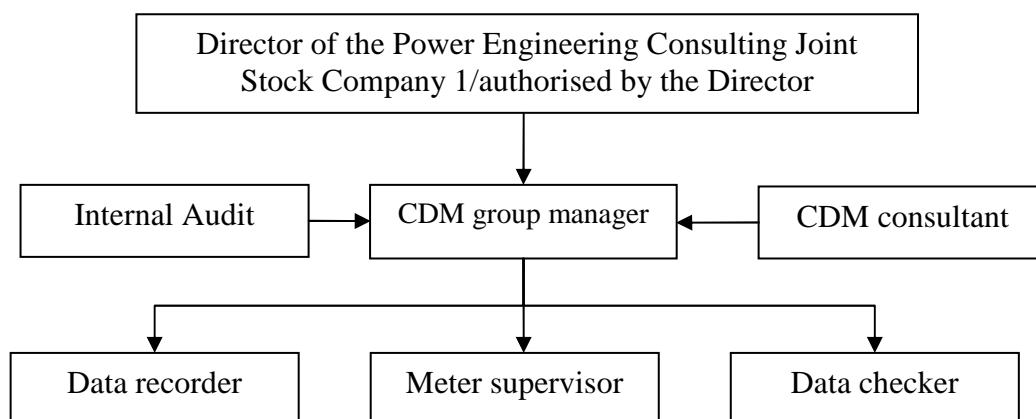 Director of the Power Engineering Consulting Joint
Stock Company 1/authorised by the Director
Internal Audit
CDM group manager
CDM consultant
Data recorder
Meter supervisor
Data checker